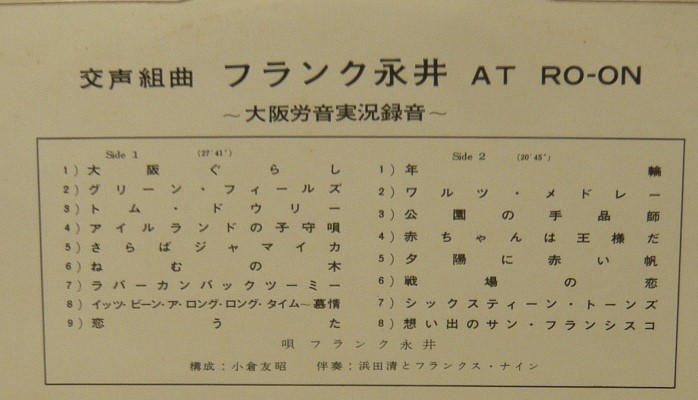 交声組曲 フランク永井 AT RO-ON
～大阪労音実況録音～
Side 1 (27'41")
1) 大阪ぐらし
2) グリーン・フィールズ
3) トム・ドウリー
4) アイルランドの子守唄
5) さらばジャマイカ
6) ねむの木
7) ラバーカンバックツーミー
8) イッツ・ビーン・ア・ロング・ロング・タイム～慕情
9) 恋うた
Side 2 (20'45")
1) 年輪
2) ワルツ・メドレー
3) 公園の手品師
4) 赤ちゃんは王様だ
5) 夕陽に赤い帆
6) 戦場の恋
7) シックスティーン・トーンズ
8) 想い出のサン・フランシスコ
唄 フランク永井
構成：小倉友昭 伴奏：浜田清とフランクス・ナイン